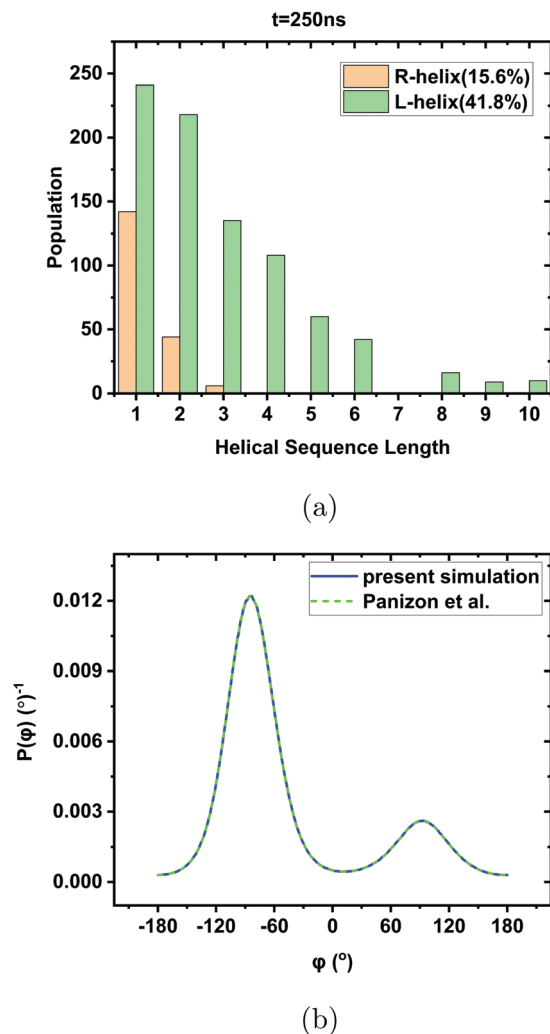 t=250ns
R-helix(15.6%)
L-helix(41.8%)
Population
250
200
150
100
50
0
1 2 3 4 5 6 7 8 9 10
Helical Sequence Length
(a)
present simulation
Panizon et al.
P(φ) (°)⁻¹
0.012
0.009
0.006
0.003
0.000
-180 -120 -60 0 60 120 180
φ (°)
(b)